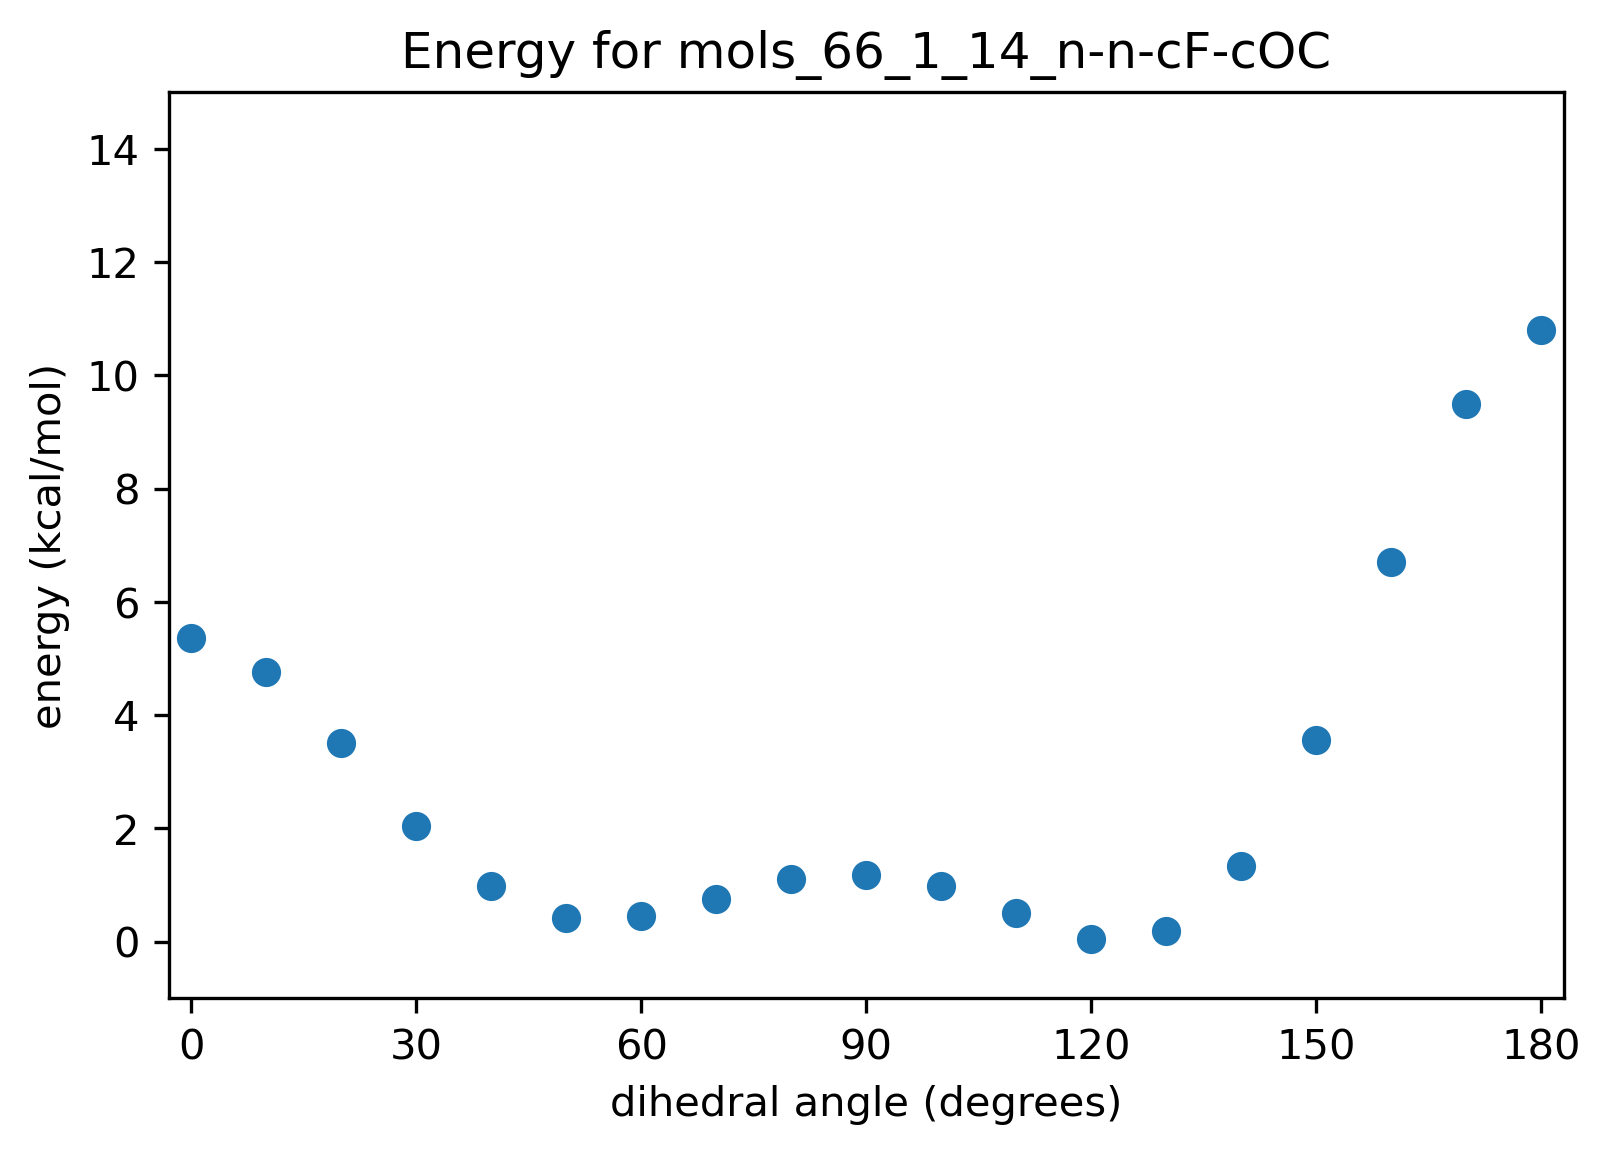 Energy for mols_66_1_14_n-n-cF-cOC
energy (kcal/mol)
14
12
10
8
6
4
2
0
0 30 60 90 120 150 180
dihedral angle (degrees)